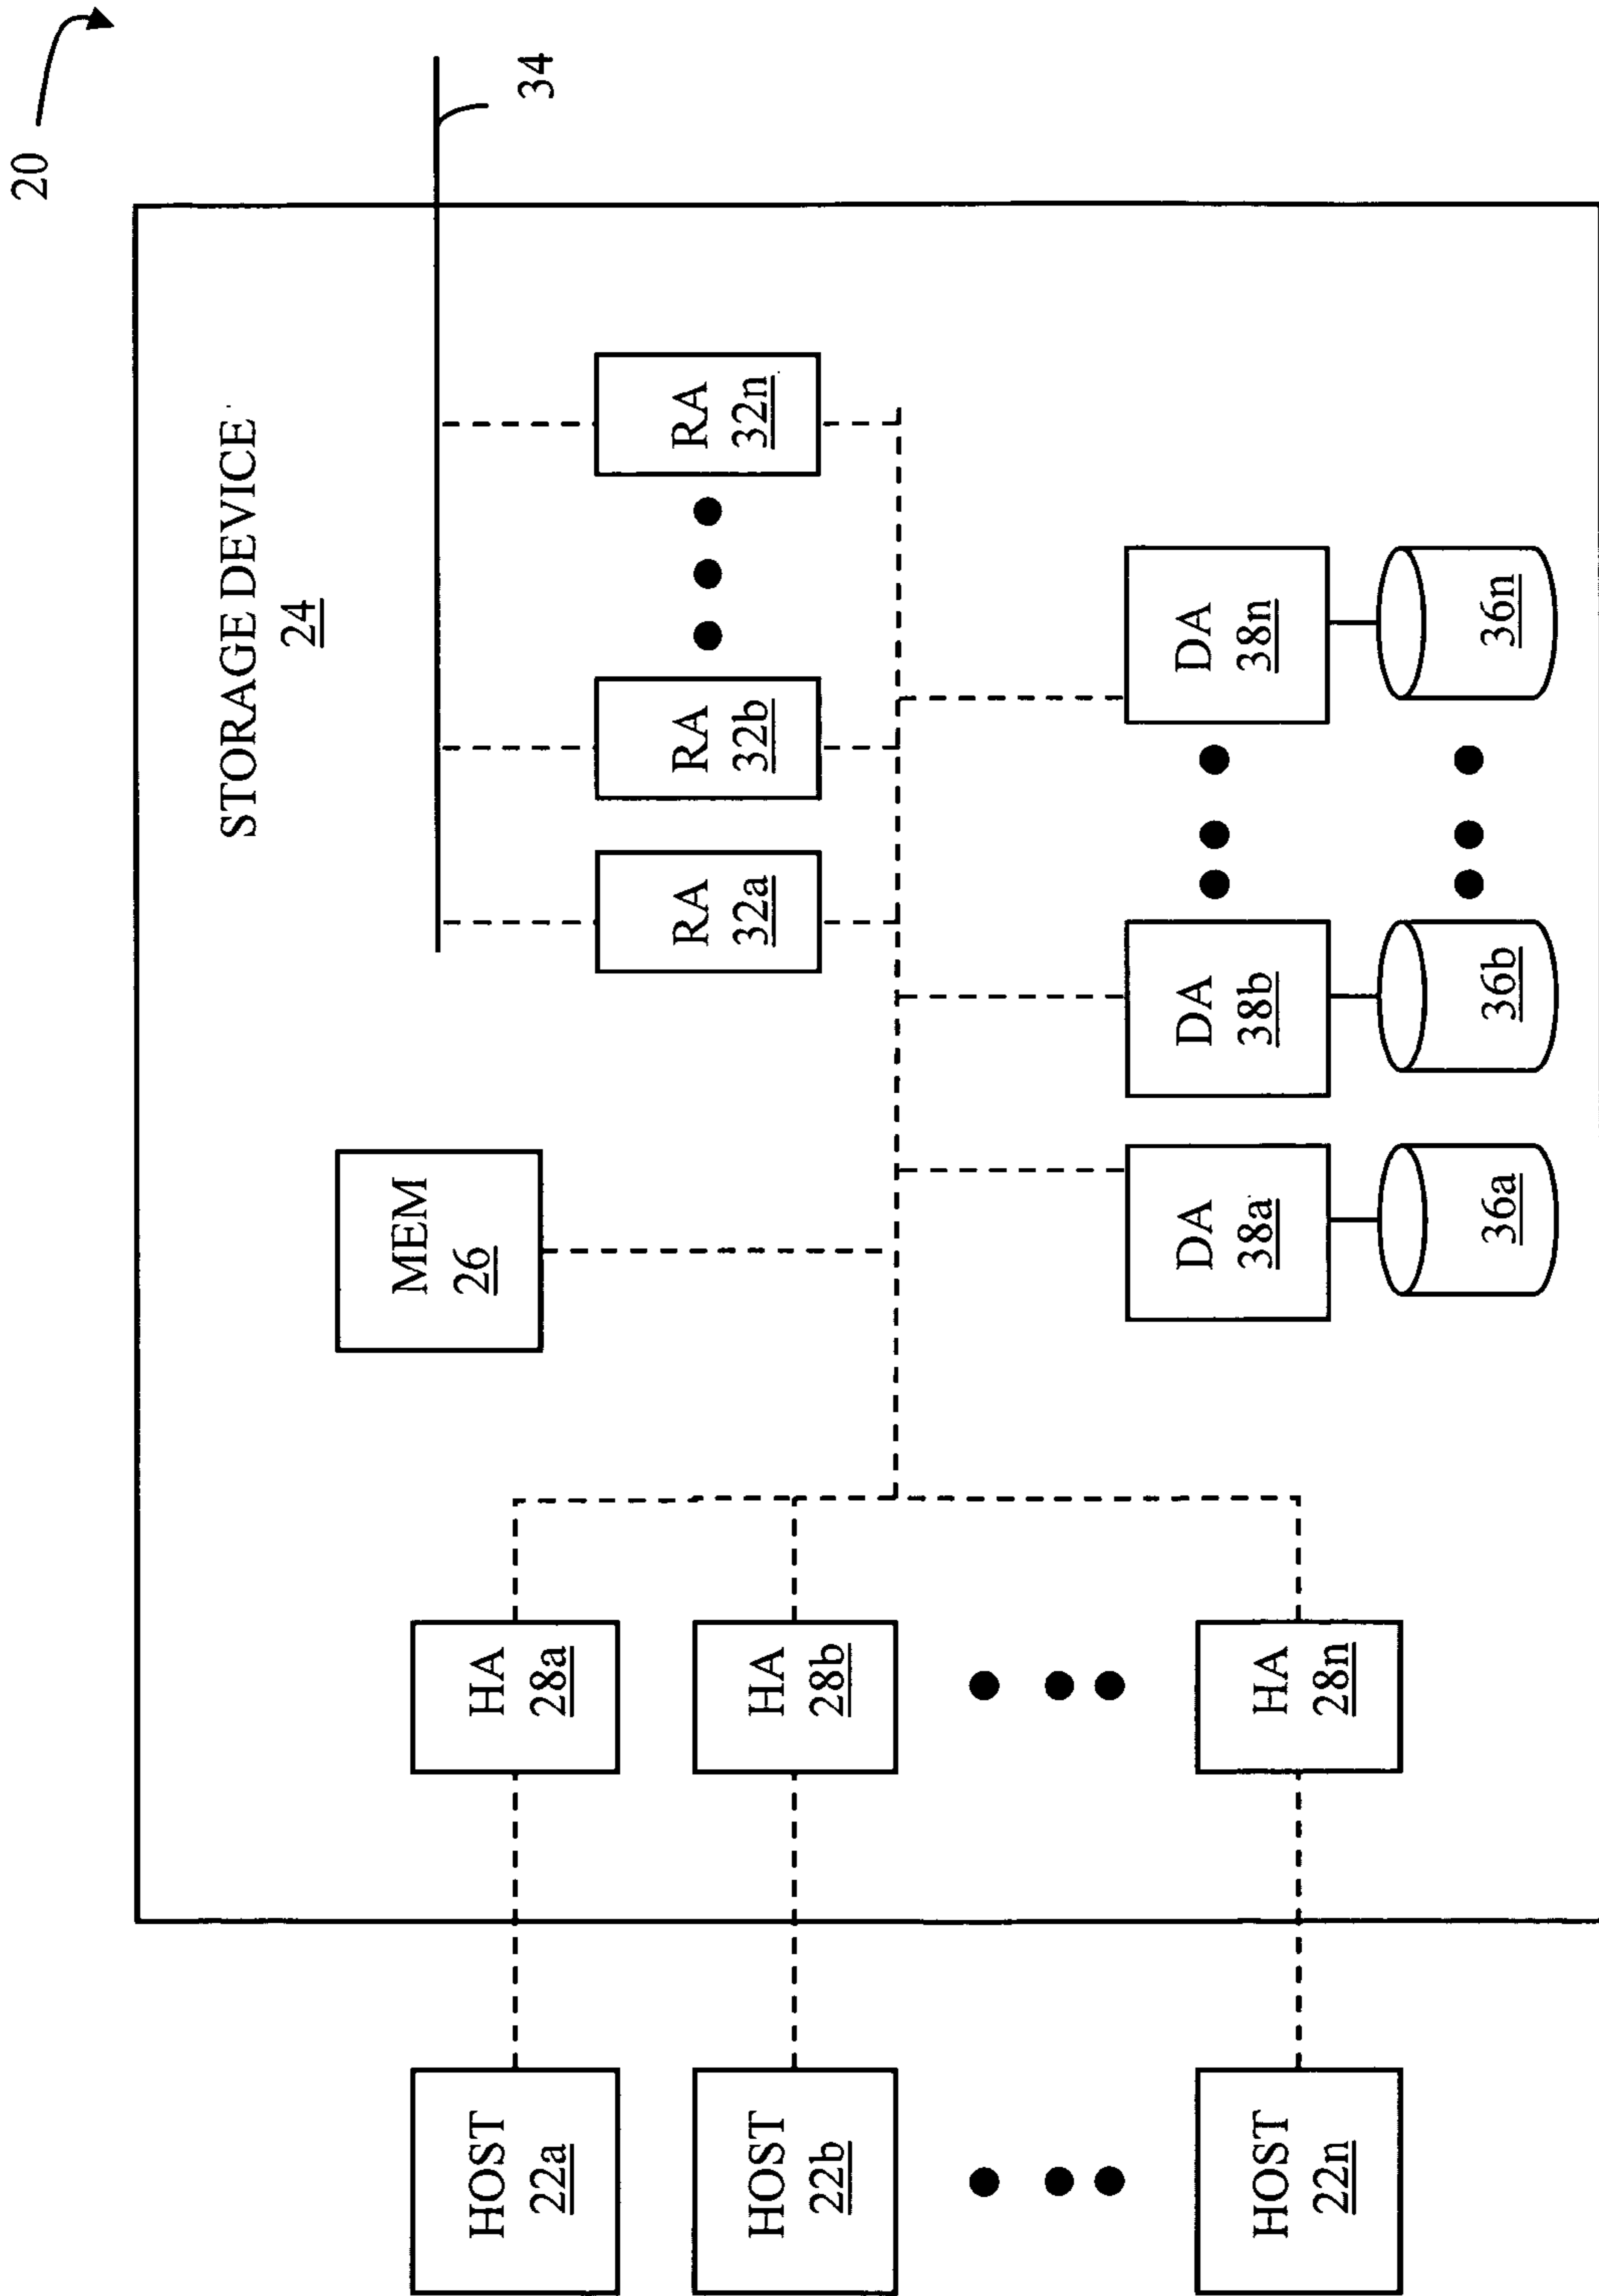 20
STORAGE DEVICE
24
34
MEM
26
RA
32a
RA
32b
RA
32n
HOST
22a
HA
28a
HOST
22b
HA
28b
HOST
22n
HA
28n
DA
38a
DA
38b
DA
38n
36a
36b
36n